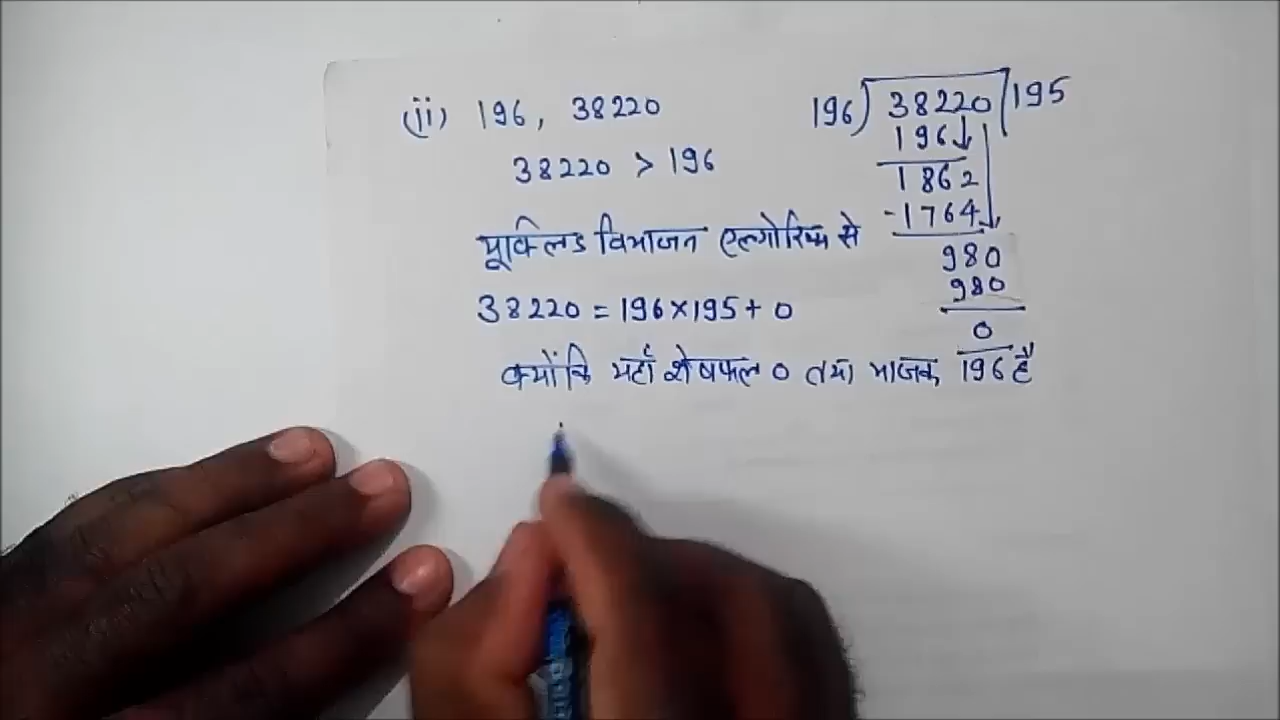 (ii) 196, 38220
38220 > 196
यूक्लिड विभाजन एल्गोरिथ्म से
38220 = 196×195+ 0
क्योंकि यहाँ शेषफल 0 तथा भाजक 196 है
196) 38220 (195
196
1862
-1764
980
980
0